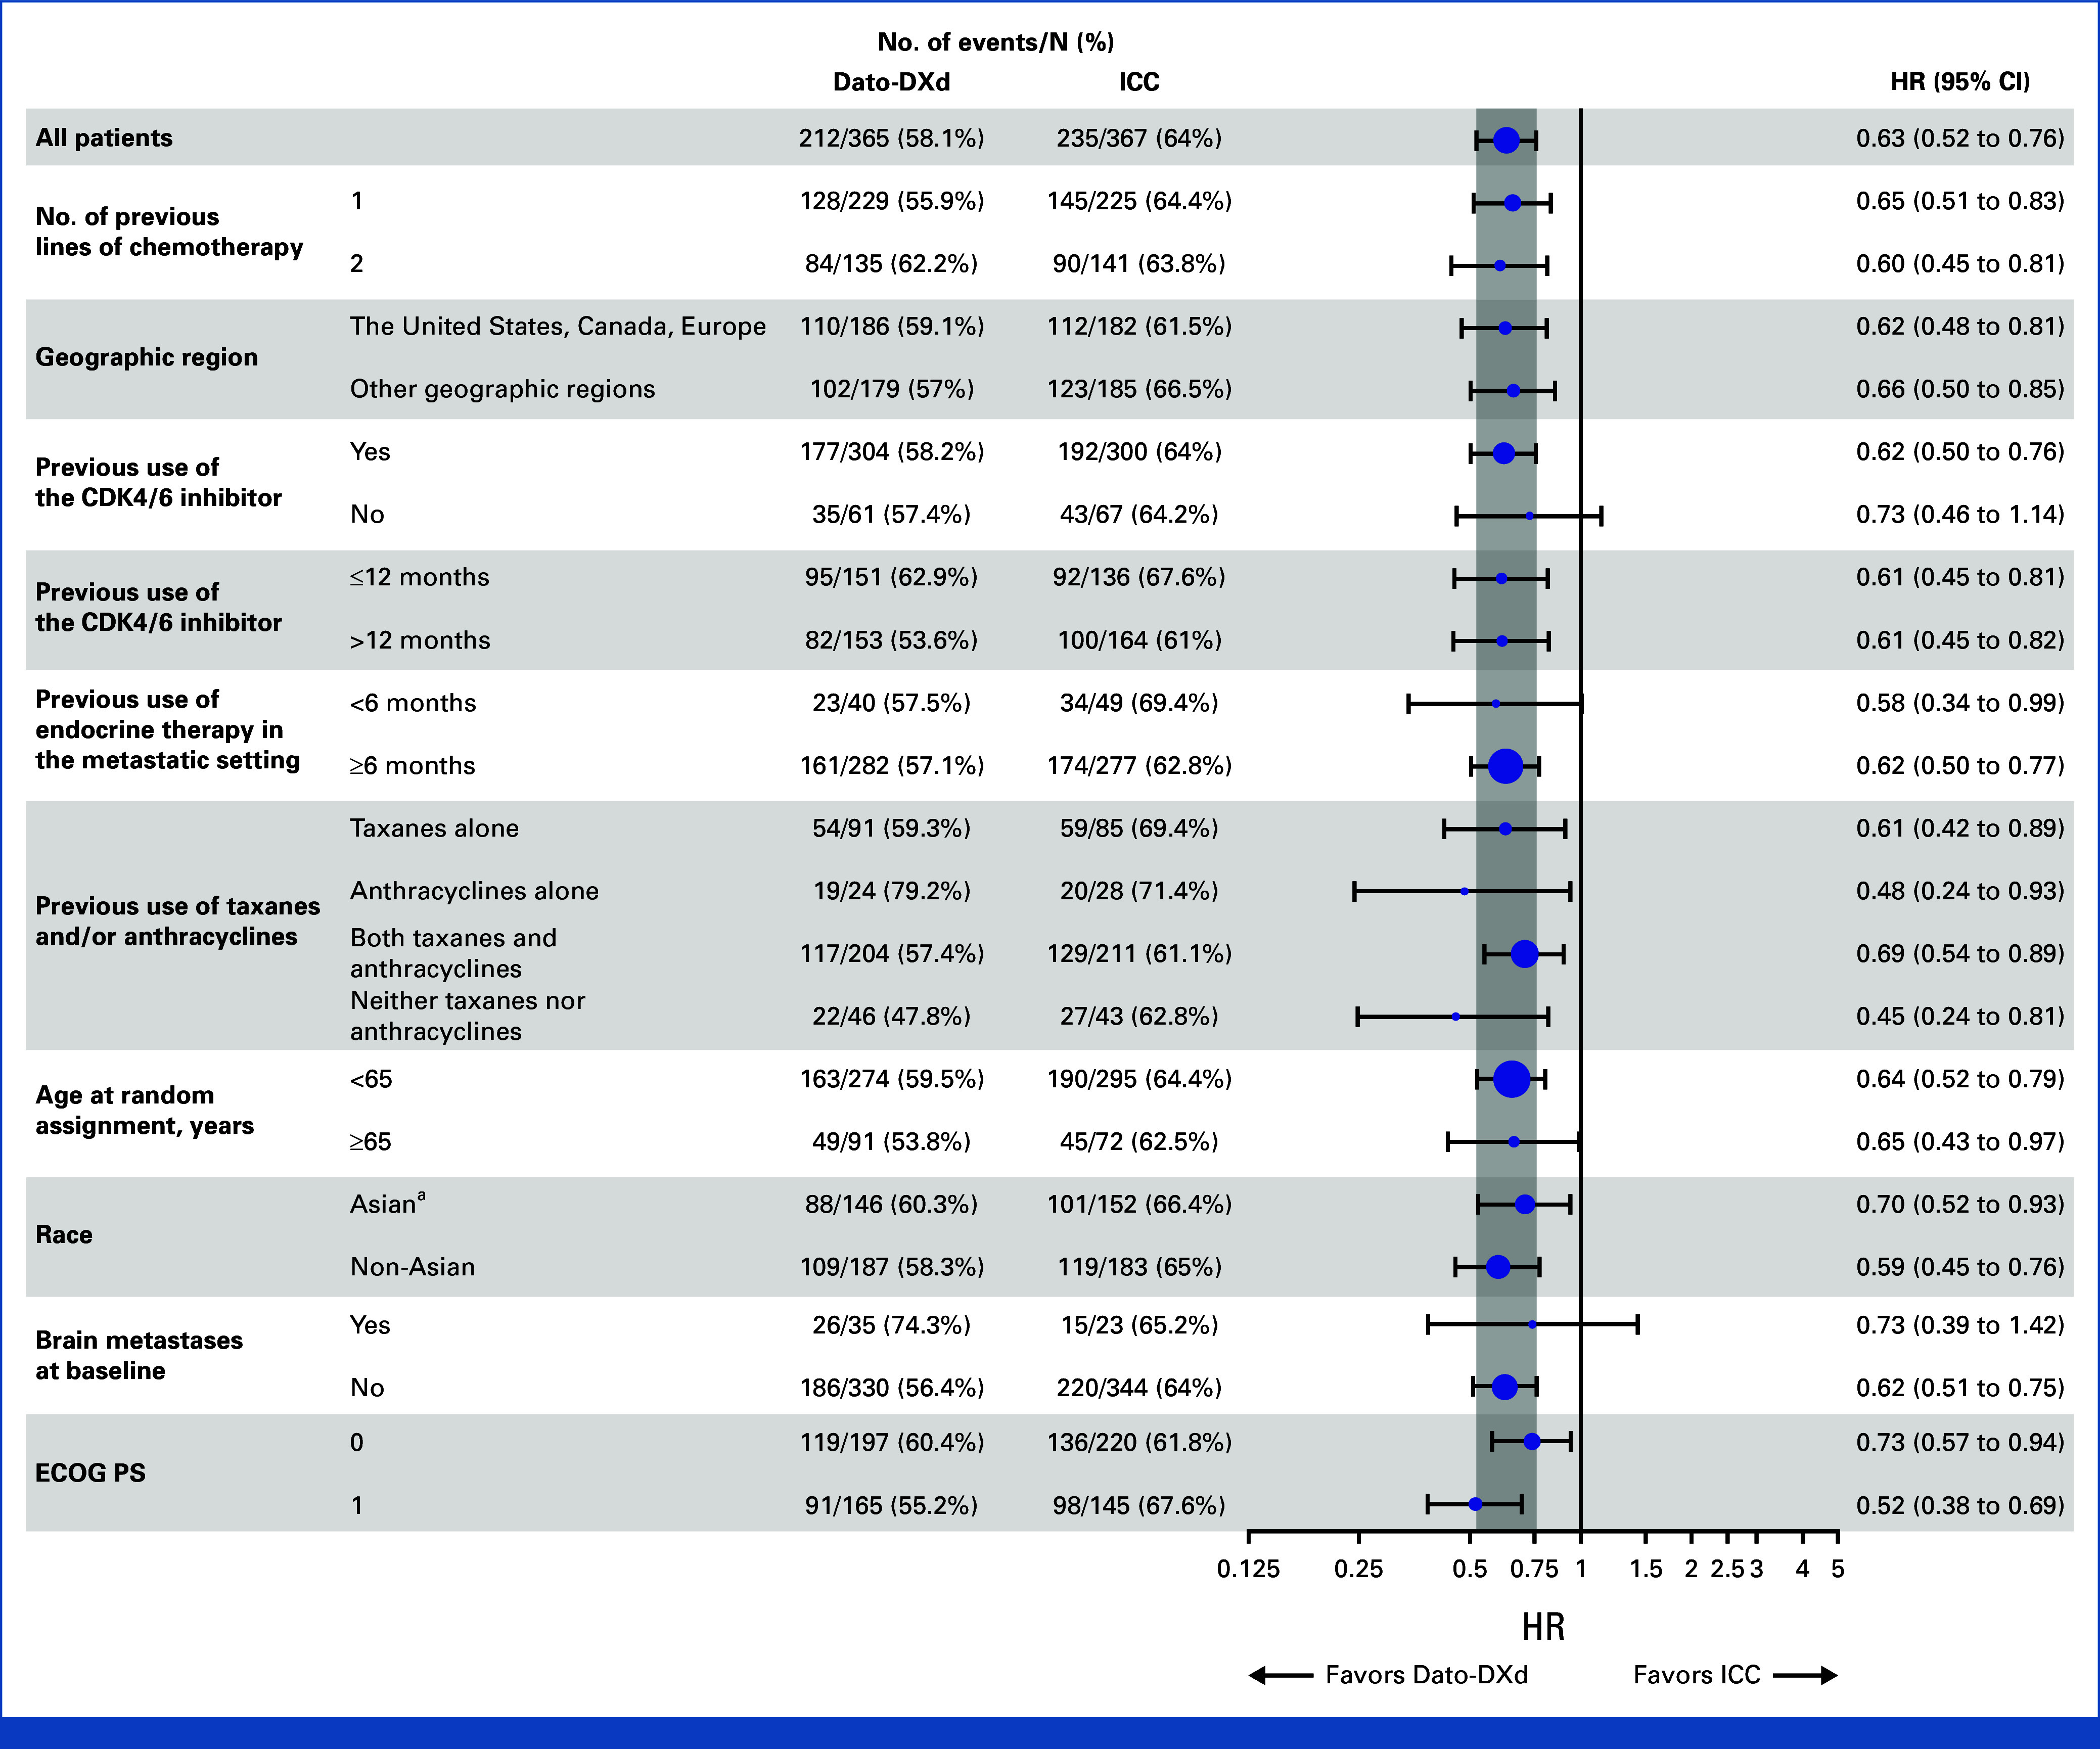 No. of events/N (%)
Dato-DXd ICC HR (95% CI)
All patients 212/365 (58.1%) 235/367 (64%) 0.63 (0.52 to 0.76)
No. of previous
lines of chemotherapy
1 128/229 (55.9%) 145/225 (64.4%) 0.65 (0.51 to 0.83)
2 84/135 (62.2%) 90/141 (63.8%) 0.60 (0.45 to 0.81)
Geographic region
The United States, Canada, Europe 110/186 (59.1%) 112/182 (61.5%) 0.62 (0.48 to 0.81)
Other geographic regions 102/179 (57%) 123/185 (66.5%) 0.66 (0.50 to 0.85)
Previous use of
the CDK4/6 inhibitor
Yes 177/304 (58.2%) 192/300 (64%) 0.62 (0.50 to 0.76)
No 35/61 (57.4%) 43/67 (64.2%) 0.73 (0.46 to 1.14)
Previous use of
the CDK4/6 inhibitor
≤12 months 95/151 (62.9%) 92/136 (67.6%) 0.61 (0.45 to 0.81)
>12 months 82/153 (53.6%) 100/164 (61%) 0.61 (0.45 to 0.82)
Previous use of
endocrine therapy in
the metastatic setting
<6 months 23/40 (57.5%) 34/49 (69.4%) 0.58 (0.34 to 0.99)
≥6 months 161/282 (57.1%) 174/277 (62.8%) 0.62 (0.50 to 0.77)
Previous use of taxanes
and/or anthracyclines
Taxanes alone 54/91 (59.3%) 59/85 (69.4%) 0.61 (0.42 to 0.89)
Anthracyclines alone 19/24 (79.2%) 20/28 (71.4%) 0.48 (0.24 to 0.93)
Both taxanes and
anthracyclines 117/204 (57.4%) 129/211 (61.1%) 0.69 (0.54 to 0.89)
Neither taxanes nor
anthracyclines 22/46 (47.8%) 27/43 (62.8%) 0.45 (0.24 to 0.81)
Age at random
assignment, years
<65 163/274 (59.5%) 190/295 (64.4%) 0.64 (0.52 to 0.79)
≥65 49/91 (53.8%) 45/72 (62.5%) 0.65 (0.43 to 0.97)
Race
Asianᵃ 88/146 (60.3%) 101/152 (66.4%) 0.70 (0.52 to 0.93)
Non-Asian 109/187 (58.3%) 119/183 (65%) 0.59 (0.45 to 0.76)
Brain metastases
at baseline
Yes 26/35 (74.3%) 15/23 (65.2%) 0.73 (0.39 to 1.42)
No 186/330 (56.4%) 220/344 (64%) 0.62 (0.51 to 0.75)
ECOG PS
0 119/197 (60.4%) 136/220 (61.8%) 0.73 (0.57 to 0.94)
1 91/165 (55.2%) 98/145 (67.6%) 0.52 (0.38 to 0.69)
0.125 0.25 0.5 0.75 1 1.5 2 2.5 3 4 5
HR
Favors Dato-DXd Favors ICC